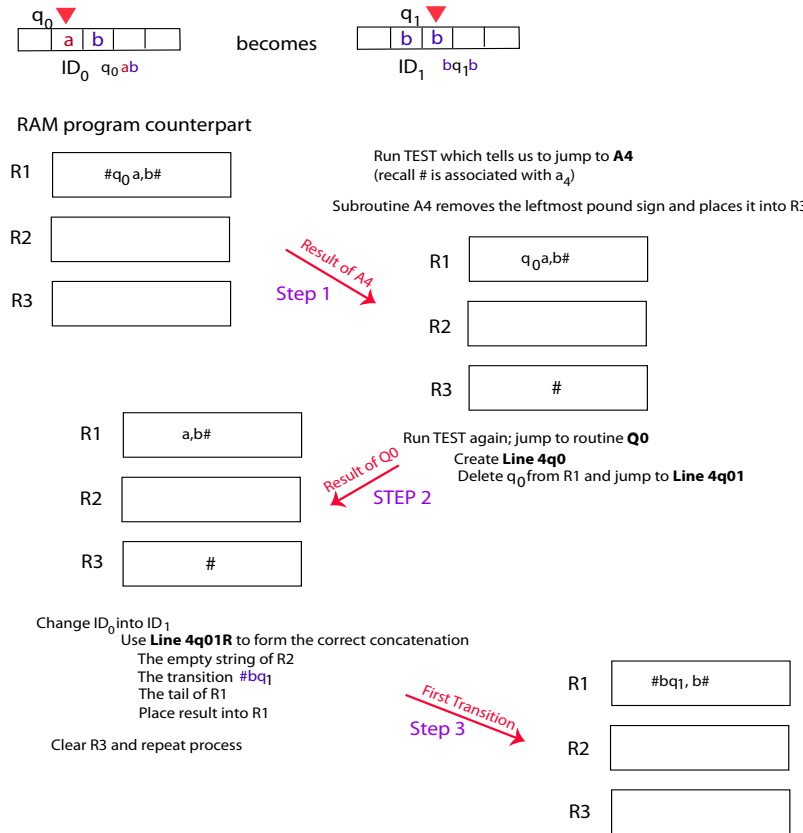 q0 q1
a b becomes b b
ID0 q0ab ID1 bq1b
RAM program counterpart
R1 #q0 a,b#
R2
R3
Run TEST which tells us to jump to A4
(recall # is associated with a4)
Subroutine A4 removes the leftmost pound sign and places it into R3
Result of A4
Step 1
R1 q0a,b#
R2
R3 #
Run TEST again; jump to routine Q0
Create Line 4q0
Delete q0 from R1 and jump to Line 4q01
Result of Q0
STEP 2
R1 a,b#
R2
R3 #
Change ID0 into ID1
Use Line 4q01R to form the correct concatenation
The empty string of R2
The transition #bq1
The tail of R1
Place result into R1
Clear R3 and repeat process
First Transition
Step 3
R1 #bq1, b#
R2
R3